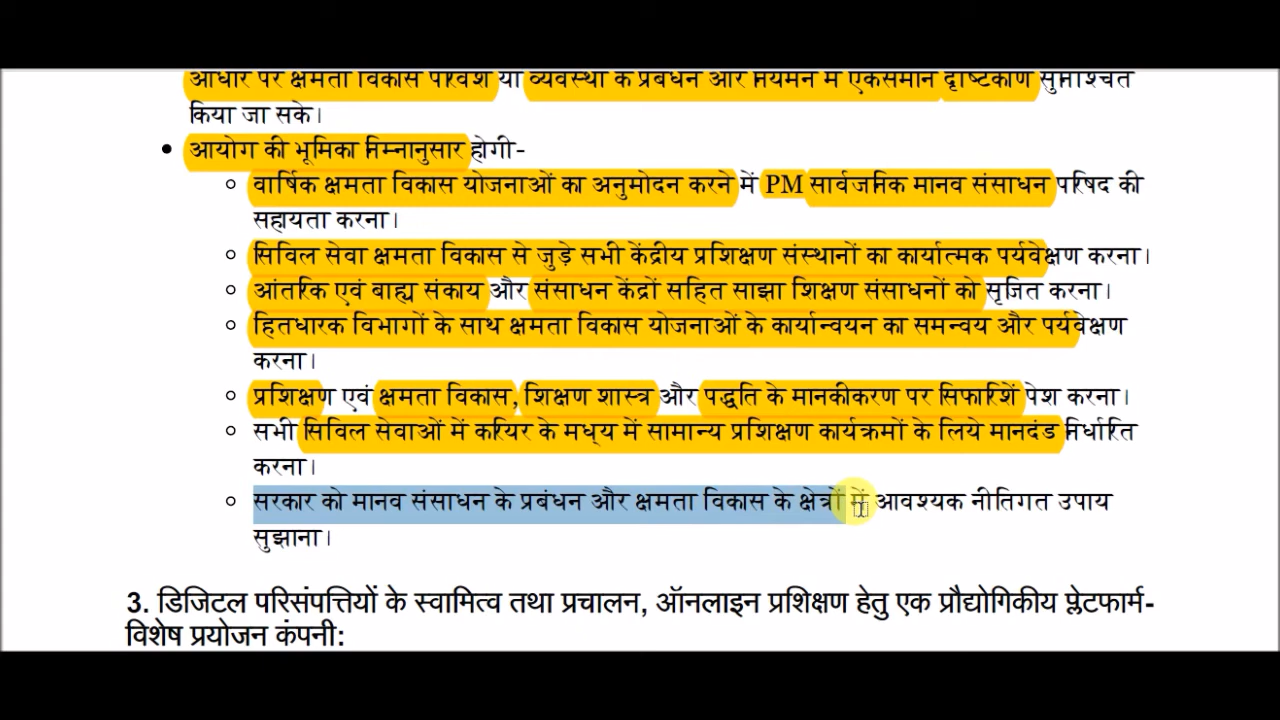 आधार पर क्षमता विकास परिवेश या व्यवस्था के प्रबंधन और नियमन में एकसमान दृष्टिकोण सुनिश्चित
किया जा सके।
• आयोग की भूमिका निम्नानुसार होगी-
○ वार्षिक क्षमता विकास योजनाओं का अनुमोदन करने में PM सार्वजनिक मानव संसाधन परिषद की
सहायता करना।
○ सिविल सेवा क्षमता विकास से जुड़े सभी केंद्रीय प्रशिक्षण संस्थानों का कार्यात्मक पर्यवेक्षण करना।
○ आंतरिक एवं बाह्य संकाय और संसाधन केंद्रों सहित साझा शिक्षण संसाधनों को सृजित करना।
○ हितधारक विभागों के साथ क्षमता विकास योजनाओं के कार्यान्वयन का समन्वय और पर्यवेक्षण
करना।
○ प्रशिक्षण एवं क्षमता विकास, शिक्षण शास्त्र और पद्धति के मानकीकरण पर सिफारिशें पेश करना।
○ सभी सिविल सेवाओं में करियर के मध्य में सामान्य प्रशिक्षण कार्यक्रमों के लिये मानदंड निर्धारित
करना।
○ सरकार को मानव संसाधन के प्रबंधन और क्षमता विकास के क्षेत्रों में आवश्यक नीतिगत उपाय
सुझाना।
3. डिजिटल परिसंपत्तियों के स्वामित्व तथा प्रचालन, ऑनलाइन प्रशिक्षण हेतु एक प्रौद्योगिकीय प्लेटफार्म-
विशेष प्रयोजन कंपनी: